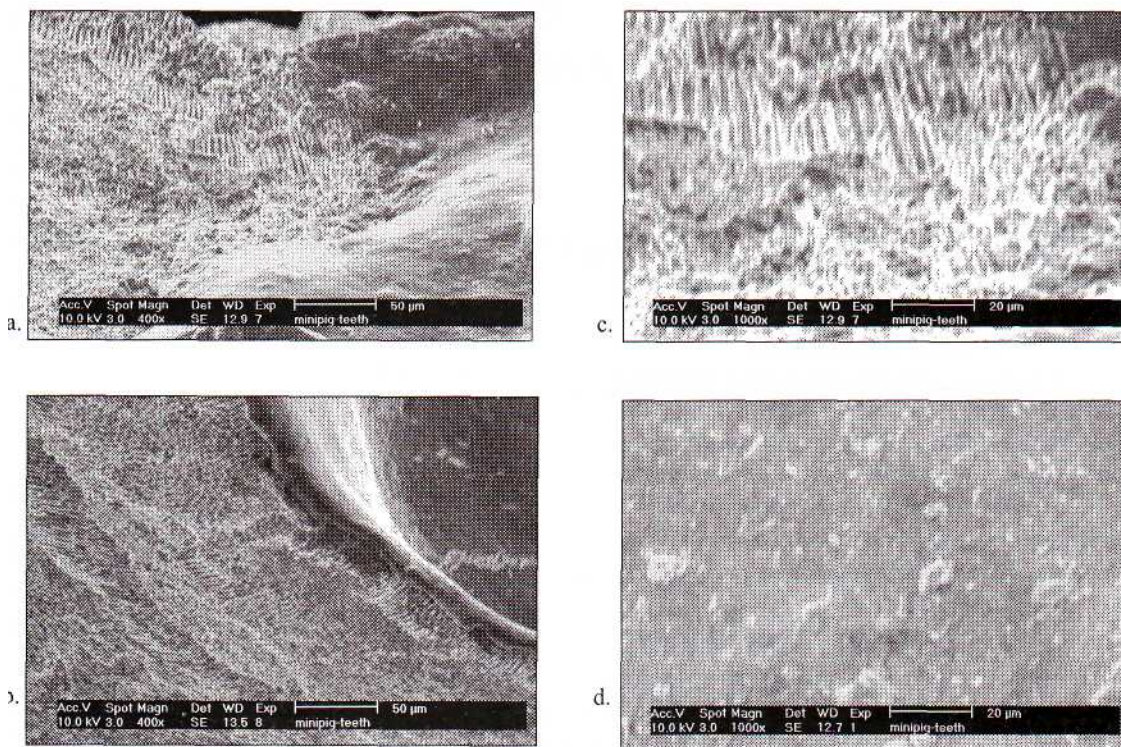 Acc.V Spot Magn Det WD Exp 50 µm
10.0 kV 3.0 400x SE 12.9 7 minipig-teeth
a.
Acc.V Spot Magn Det WD Exp 20 µm
10.0 kV 3.0 1000x SE 12.9 7 minipig-teeth
c.
Acc.V Spot Magn Det WD Exp 50 µm
10.0 kV 3.0 400x SE 13.5 8 minipig-teeth
b.
Acc.V Spot Magn Det WD Exp 20 µm
10.0 kV 3.0 1000x SE 12.7 1 minipig-teeth
d.